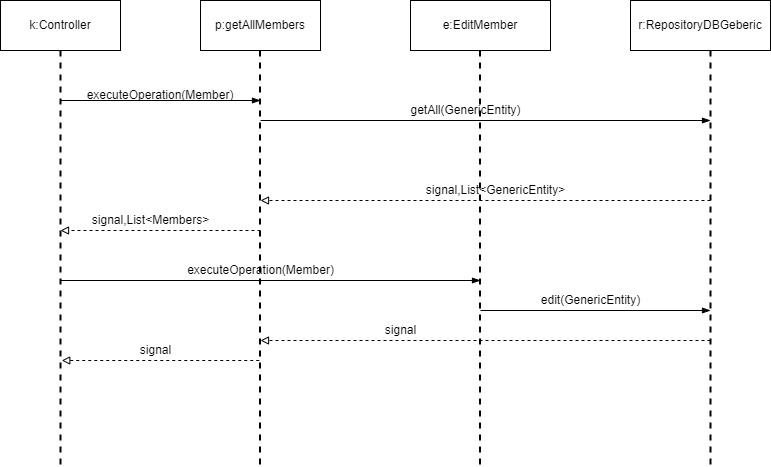 k:Controller
p:getAllMembers
e:EditMember
r:RepositoryDBGeberic
executeOperation(Member)
getAll(GenericEntity)
signal,List<GenericEntity>
signal,List<Members>
executeOperation(Member)
edit(GenericEntity)
signal
signal